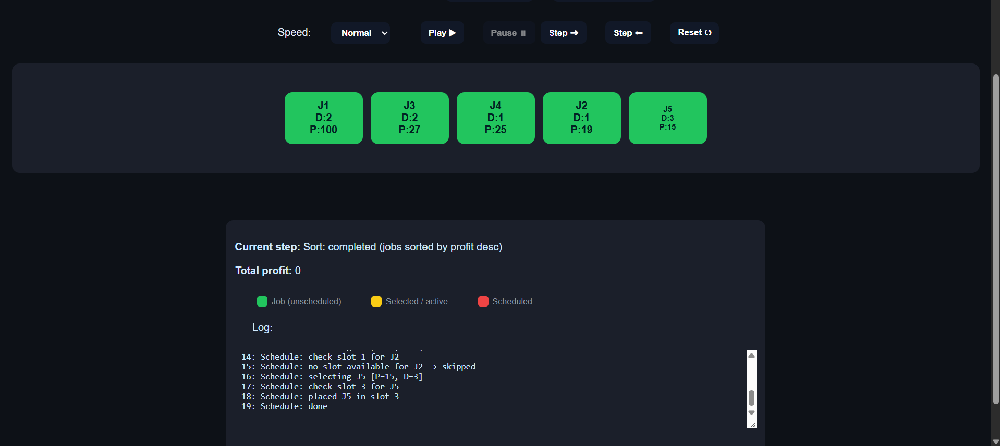 Speed: Normal Play ▶ Pause ⏸ Step ➜ Step ← Reset ↺
J1
D:2
P:100
J3
D:2
P:27
J4
D:1
P:25
J2
D:1
P:19
J5
D:3
P:15
Current step: Sort: completed (jobs sorted by profit desc)
Total profit: 0
Job (unscheduled) Selected / active Scheduled
Log:
14: Schedule: check slot 1 for J2
15: Schedule: no slot available for J2 -> skipped
16: Schedule: selecting J5 [P=15, D=3]
17: Schedule: check slot 3 for J5
18: Schedule: placed J5 in slot 3
19: Schedule: done